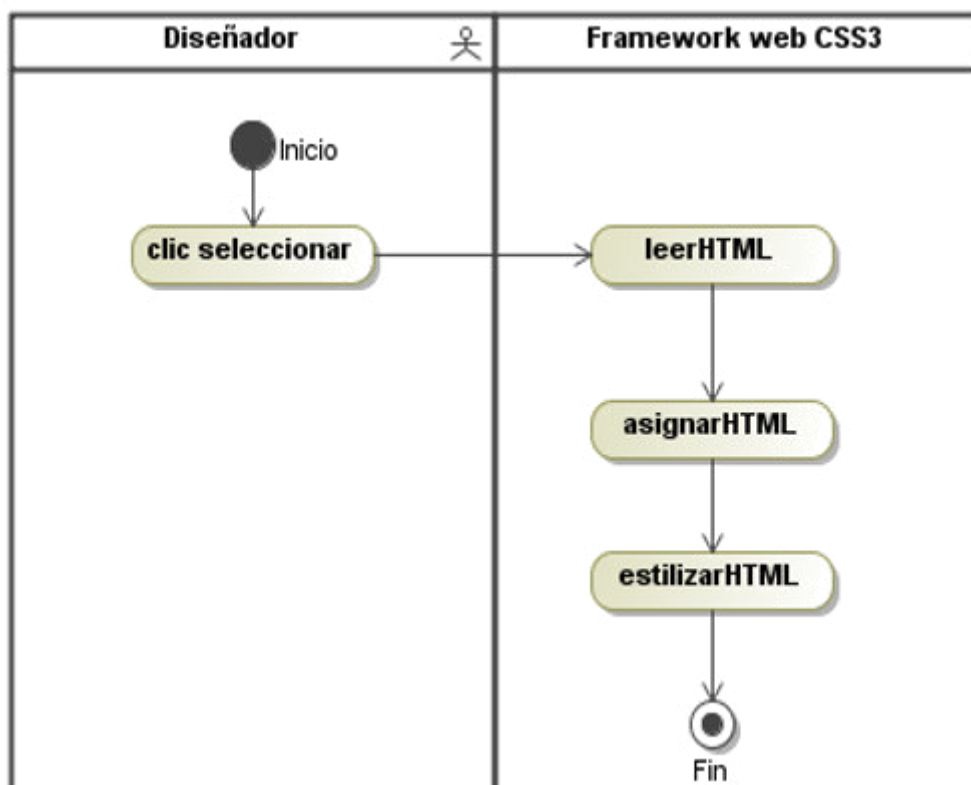 Diseñador
Framework web CSS3
Inicio
clic seleccionar
leerHTML
asignarHTML
estilizarHTML
Fin